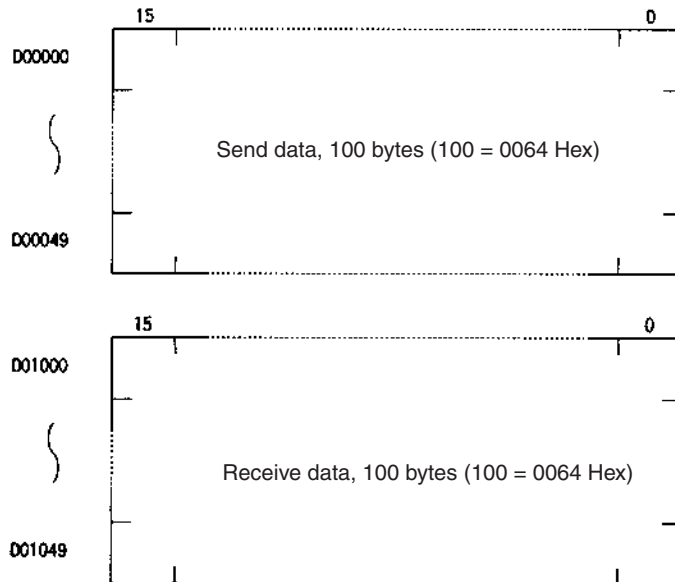 15 0
D00000
Send data, 100 bytes (100 = 0064 Hex)
D00049
15 0
D01000
Receive data, 100 bytes (100 = 0064 Hex)
D01049